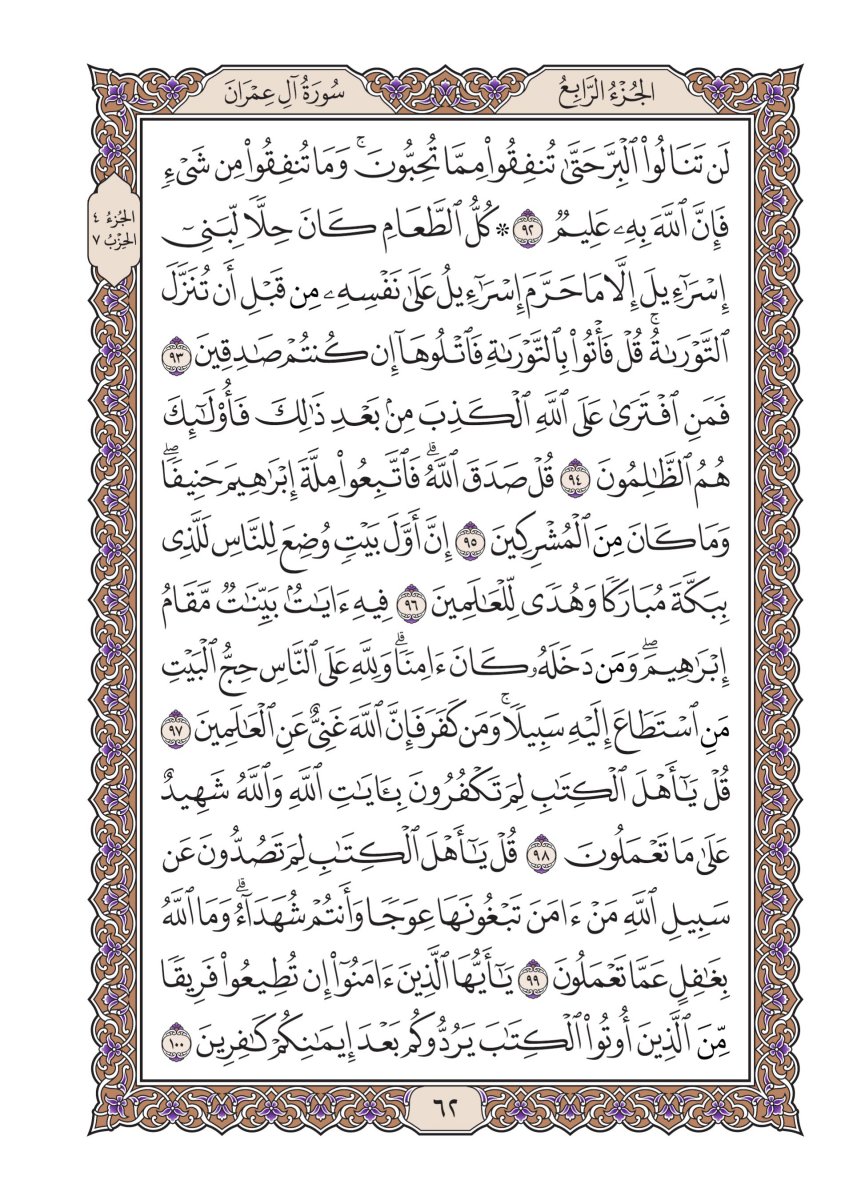 الجُزْءُ الرَّابِعُ
سُورَةُ آلِ عِمْرَانَ
الجُزءُ ٤
الحِزْبُ ٧
لَن تَنَالُوا۟ ٱلْبِرَّ حَتَّىٰ تُنفِقُوا۟ مِمَّا تُحِبُّونَ ۚ وَمَا تُنفِقُوا۟ مِن شَىْءٍ
فَإِنَّ ٱللَّهَ بِهِۦ عَلِيمٌ ٩٢ ۞ كُلُّ ٱلطَّعَامِ كَانَ حِلًّا لِّبَنِىٓ
إِسْرَٰٓءِيلَ إِلَّا مَا حَرَّمَ إِسْرَٰٓءِيلُ عَلَىٰ نَفْسِهِۦ مِن قَبْلِ أَن تُنَزَّلَ
ٱلتَّوْرَىٰةُ ۚ قُلْ فَأْتُوا۟ بِٱلتَّوْرَىٰةِ فَٱتْلُوهَآ إِن كُنتُمْ صَـٰدِقِينَ ٩٣
فَمَنِ ٱفْتَرَىٰ عَلَى ٱللَّهِ ٱلْكَذِبَ مِنۢ بَعْدِ ذَٰلِكَ فَأُو۟لَـٰٓئِكَ
هُمُ ٱلظَّـٰلِمُونَ ٩٤ قُلْ صَدَقَ ٱللَّهُ ۗ فَٱتَّبِعُوا۟ مِلَّةَ إِبْرَٰهِيمَ حَنِيفًا ۖ
وَمَا كَانَ مِنَ ٱلْمُشْرِكِينَ ٩٥ إِنَّ أَوَّلَ بَيْتٍ وُضِعَ لِلنَّاسِ لَلَّذِى
بِبَكَّةَ مُبَارَكًا وَهُدًى لِّلْعَـٰلَمِينَ ٩٦ فِيهِ ءَايَـٰتٌۢ بَيِّنَـٰتٌ مَّقَامُ
إِبْرَٰهِيمَ ۖ وَمَن دَخَلَهُۥ كَانَ ءَامِنًا ۗ وَلِلَّهِ عَلَى ٱلنَّاسِ حِجُّ ٱلْبَيْتِ
مَنِ ٱسْتَطَاعَ إِلَيْهِ سَبِيلًا ۚ وَمَن كَفَرَ فَإِنَّ ٱللَّهَ غَنِىٌّ عَنِ ٱلْعَـٰلَمِينَ ٩٧
قُلْ يَـٰٓأَهْلَ ٱلْكِتَـٰبِ لِمَ تَكْفُرُونَ بِـَٔايَـٰتِ ٱللَّهِ وَٱللَّهُ شَهِيدٌ
عَلَىٰ مَا تَعْمَلُونَ ٩٨ قُلْ يَـٰٓأَهْلَ ٱلْكِتَـٰبِ لِمَ تَصُدُّونَ عَن
سَبِيلِ ٱللَّهِ مَنْ ءَامَنَ تَبْغُونَهَا عِوَجًا وَأَنتُمْ شُهَدَآءُ ۗ وَمَا ٱللَّهُ
بِغَـٰفِلٍ عَمَّا تَعْمَلُونَ ٩٩ يَـٰٓأَيُّهَا ٱلَّذِينَ ءَامَنُوٓا۟ إِن تُطِيعُوا۟ فَرِيقًا
مِّنَ ٱلَّذِينَ أُوتُوا۟ ٱلْكِتَـٰبَ يَرُدُّوكُم بَعْدَ إِيمَـٰنِكُمْ كَـٰفِرِينَ ١٠٠
٦٢